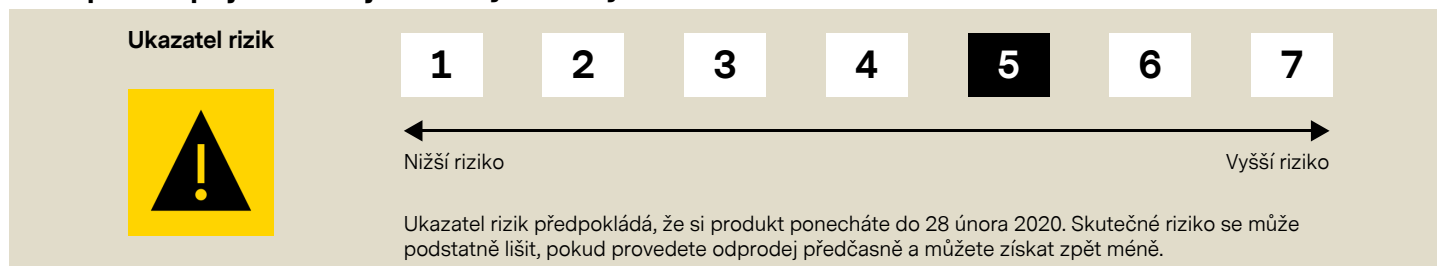 Ukazatel rizik
1 2 3 4 5 6 7
Nižší riziko Vyšší riziko
Ukazatel rizik předpokládá, že si produkt ponecháte do 28 února 2020. Skutečné riziko se může
podstatně lišit, pokud provedete odprodej předčasně a můžete získat zpět méně.